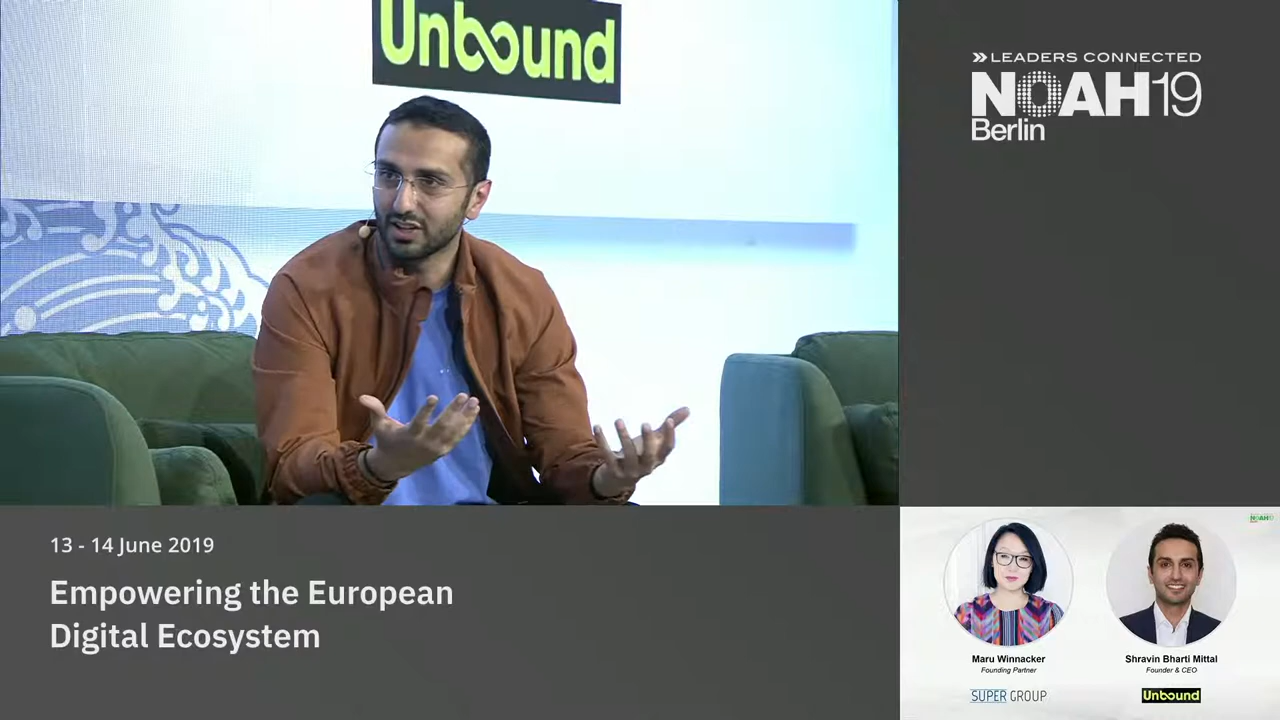 Unbound
LEADERS CONNECTED
NOAH19
Berlin
13 - 14 June 2019
Empowering the European
Digital Ecosystem
NOAH19
Maru Winnacker
Founding Partner
SUPER GROUP
Shravin Bharti Mittal
Founder & CEO
Unbound